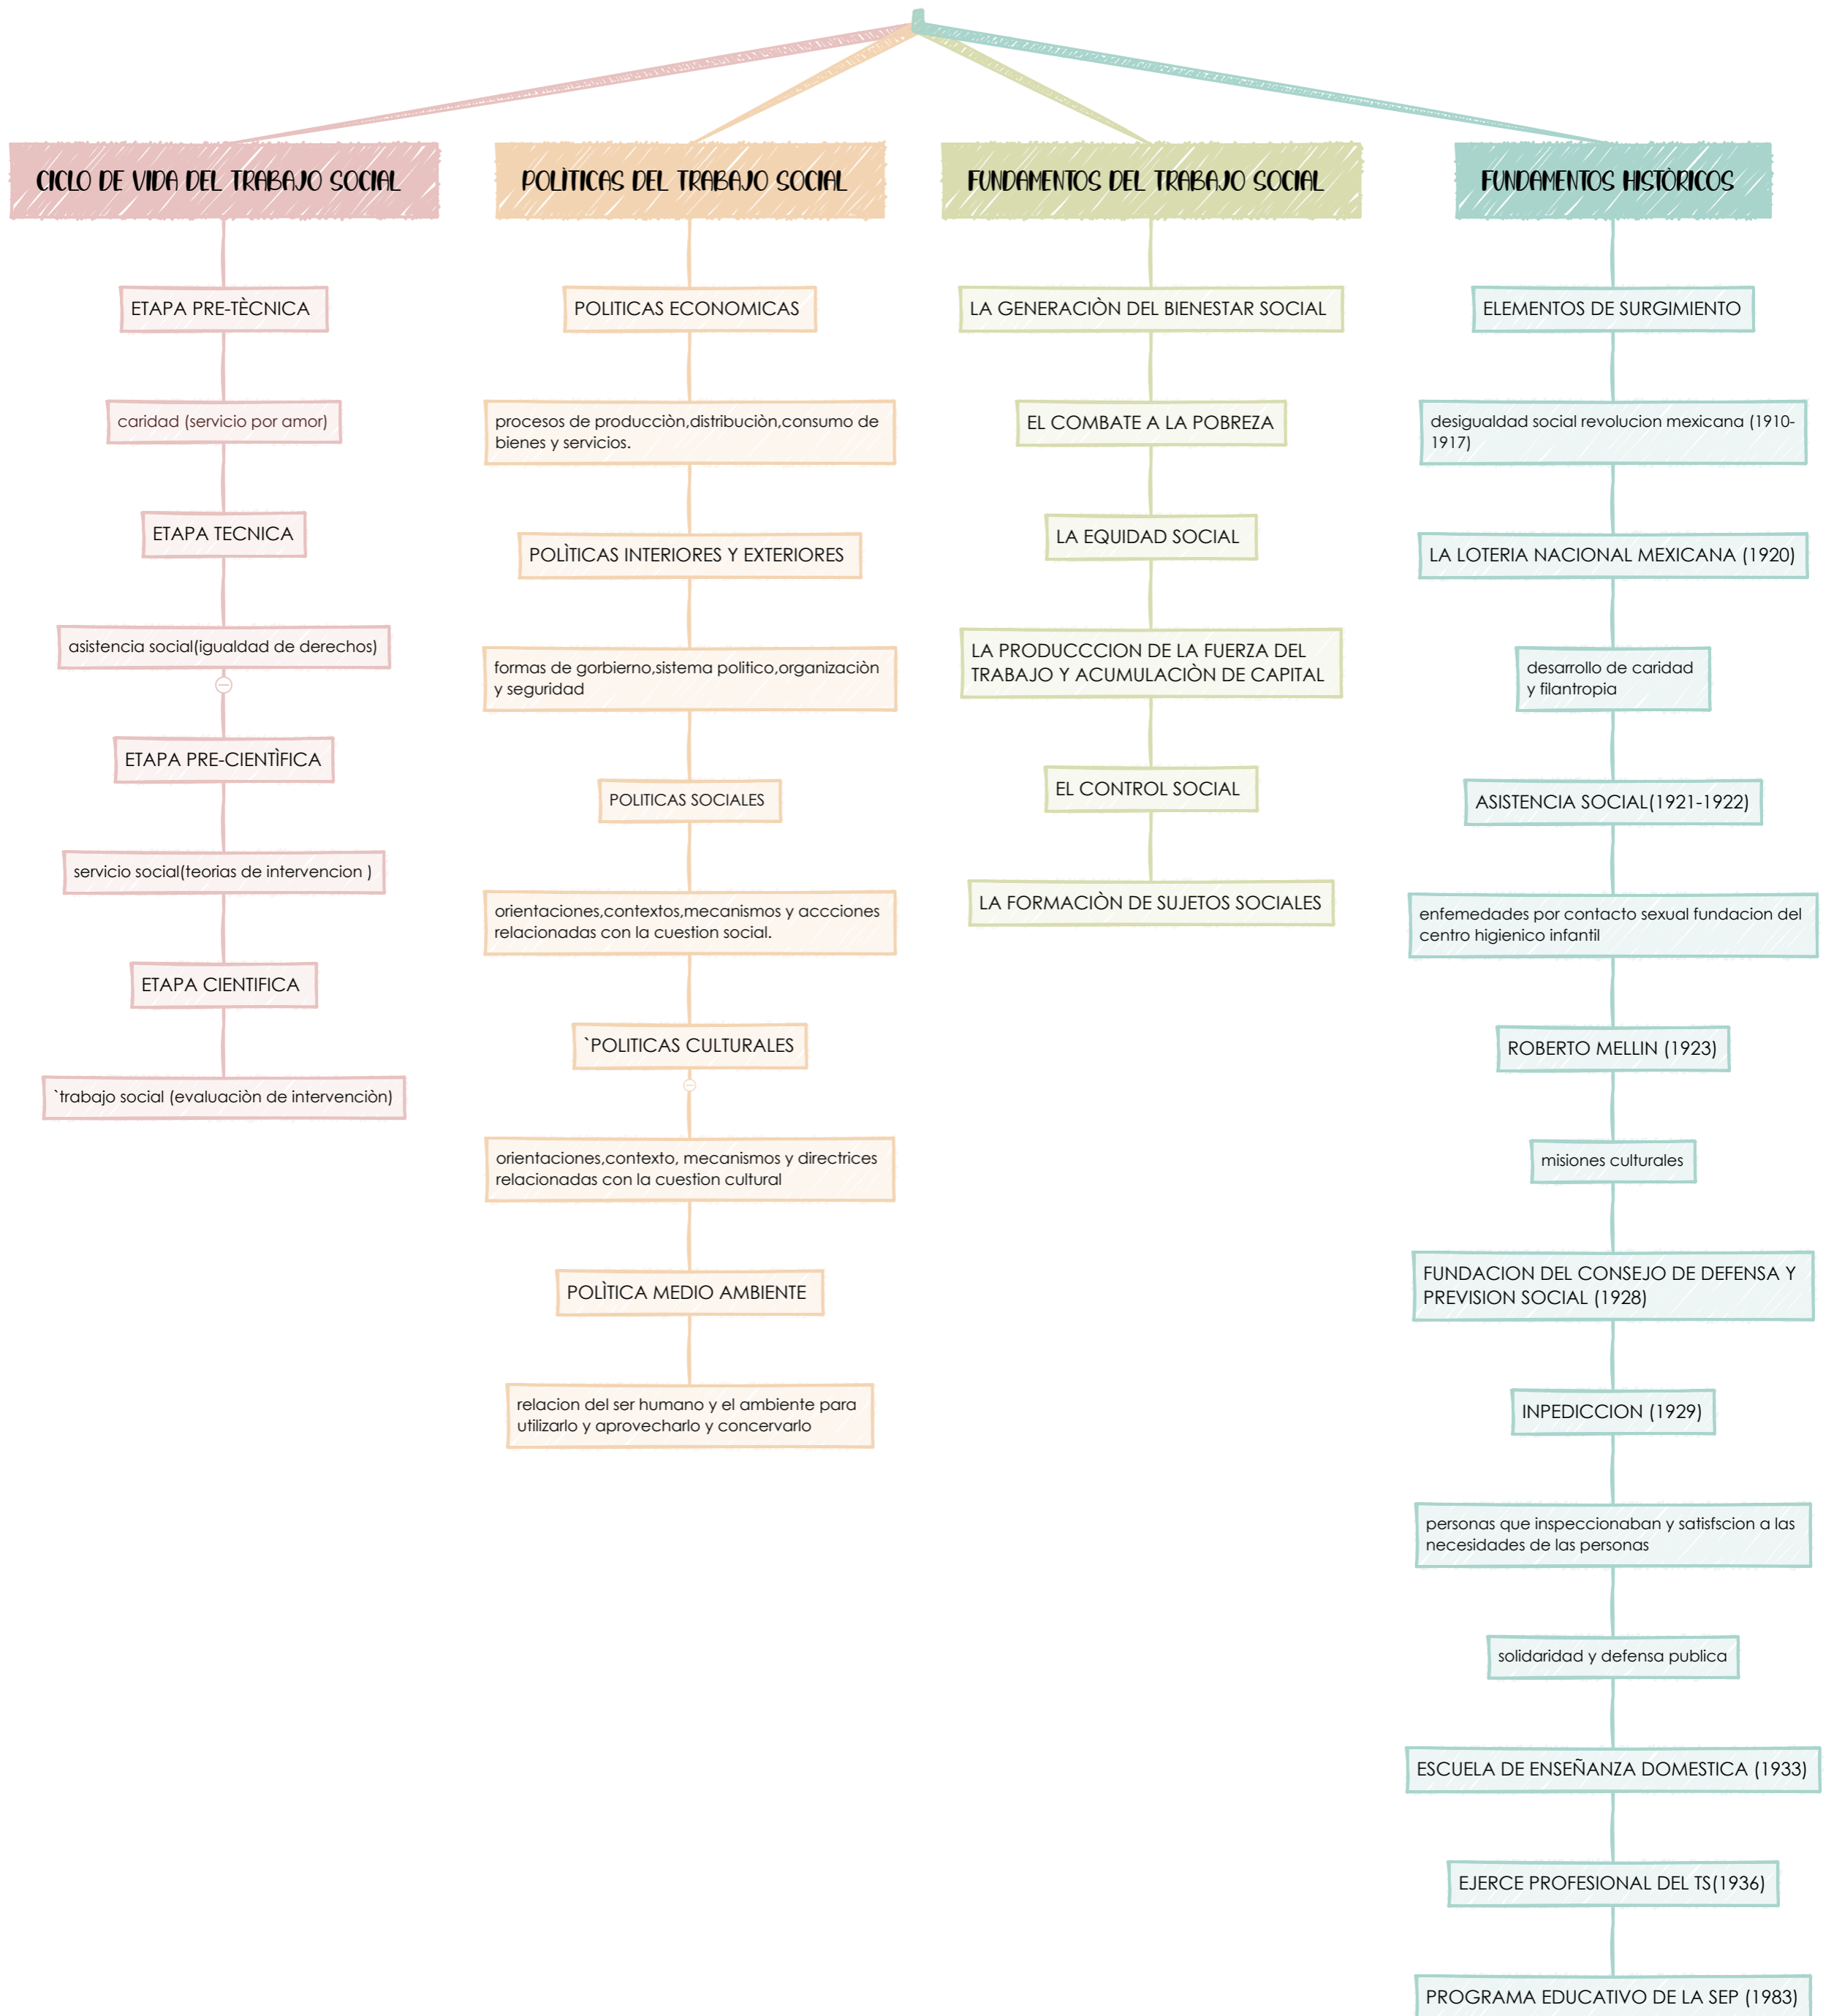 CICLO DE VIDA DEL TRABAJO SOCIAL
ETAPA PRE-TÈCNICA
caridad (servicio por amor)
ETAPA TECNICA
asistencia social(igualdad de derechos)
ETAPA PRE-CIENTÌFICA
servicio social(teorias de intervencion )
ETAPA CIENTIFICA
`trabajo social (evaluaciòn de intervenciòn)
POLÌTICAS DEL TRABAJO SOCIAL
POLITICAS ECONOMICAS
procesos de producciòn,distribuciòn,consumo de
bienes y servicios.
POLÌTICAS INTERIORES Y EXTERIORES
formas de gorbierno,sistema politico,organizaciòn
y seguridad
POLITICAS SOCIALES
orientaciones,contextos,mecanismos y accciones
relacionadas con la cuestion social.
`POLITICAS CULTURALES
orientaciones,contexto, mecanismos y directrices
relacionadas con la cuestion cultural
POLÌTICA MEDIO AMBIENTE
relacion del ser humano y el ambiente para
utilizarlo y aprovecharlo y concervarlo
FUNDAMENTOS DEL TRABAJO SOCIAL
LA GENERACIÒN DEL BIENESTAR SOCIAL
EL COMBATE A LA POBREZA
LA EQUIDAD SOCIAL
LA PRODUCCCION DE LA FUERZA DEL
TRABAJO Y ACUMULACIÒN DE CAPITAL
EL CONTROL SOCIAL
LA FORMACIÒN DE SUJETOS SOCIALES
FUNDAMENTOS HISTÒRICOS
ELEMENTOS DE SURGIMIENTO
desigualdad social revolucion mexicana (1910-
1917)
LA LOTERIA NACIONAL MEXICANA (1920)
desarrollo de caridad
y filantropia
ASISTENCIA SOCIAL(1921-1922)
enfemedades por contacto sexual fundacion del
centro higienico infantil
ROBERTO MELLIN (1923)
misiones culturales
FUNDACION DEL CONSEJO DE DEFENSA Y
PREVISION SOCIAL (1928)
INPEDICCION (1929)
personas que inspeccionaban y satisfscion a las
necesidades de las personas
solidaridad y defensa publica
ESCUELA DE ENSEÑANZA DOMESTICA (1933)
EJERCE PROFESIONAL DEL TS(1936)
PROGRAMA EDUCATIVO DE LA SEP (1983)